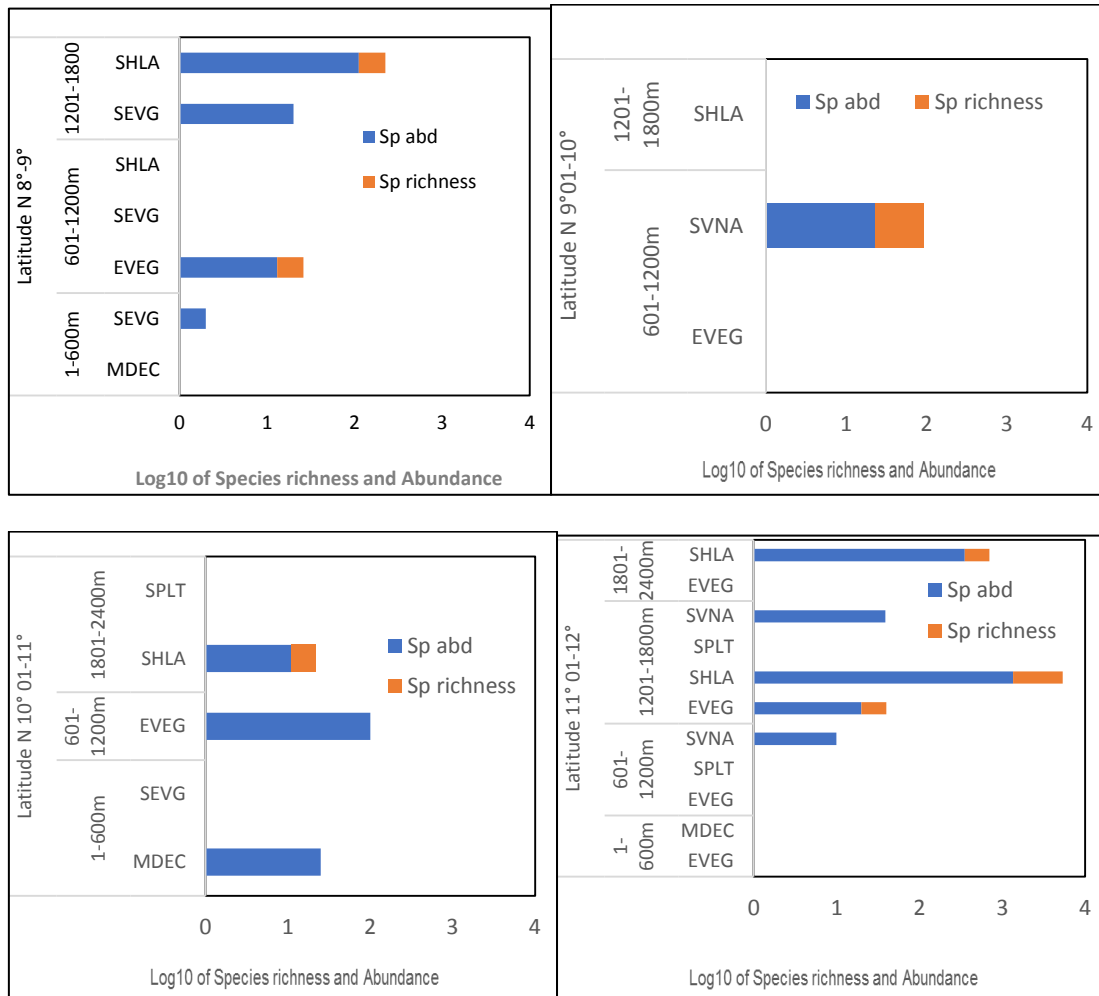 Latitude N 8°-9°
1201-1800
SHLA
SEVG
601-1200m
SHLA
SEVG
EVEG
1-600m
SEVG
MDEC
Sp abd
Sp richness
0 1 2 3 4
Log10 of Species richness and Abundance
Latitude N 9°01-10°
1201-
1800m
SHLA
601-1200m
SVNA
EVEG
Sp abd Sp richness
0 1 2 3 4
Log10 of Species richness and Abundance
Latitude N 10° 01-11°
1801-2400m
SPLT
SHLA
601-
1200m
EVEG
1-600m
SEVG
MDEC
Sp abd
Sp richness
0 1 2 3 4
Log10 of Species richness and Abundance
Latitude 11° 01-12°
1801-
2400m
SHLA
EVEG
1201-1800m
SVNA
SPLT
SHLA
EVEG
601-
1200m
SVNA
SPLT
EVEG
1-
600m
MDEC
EVEG
Sp abd
Sp richness
0 1 2 3 4
Log10 of Species richness and Abundance